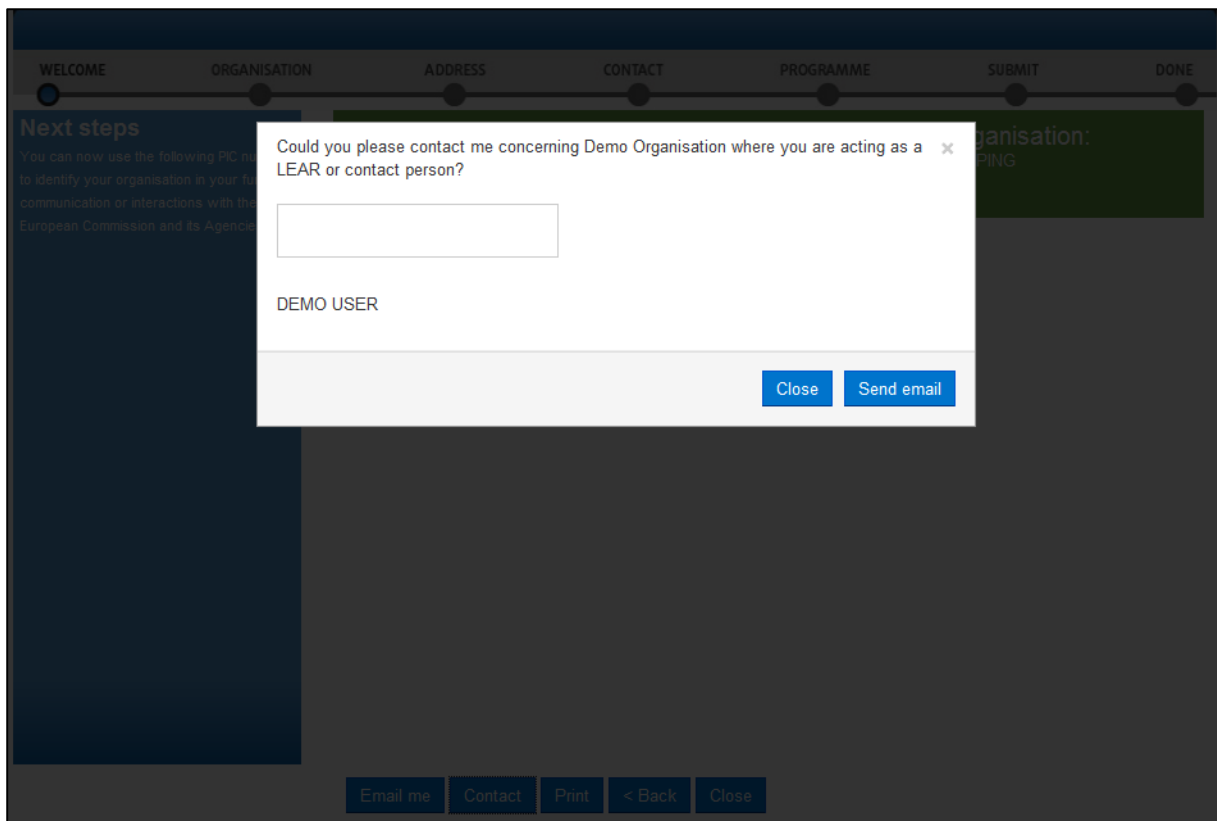 WELCOME ORGANISATION ADDRESS CONTACT PROGRAMME SUBMIT DONE
Next steps
You can now use the following PIC nu
to identify your organisation in your fu
communication or interactions with the
European Commission and its Agencie
ganisation:
PING
Could you please contact me concerning Demo Organisation where you are acting as a
LEAR or contact person?
DEMO USER
Close Send email
Email me Contact Print < Back Close